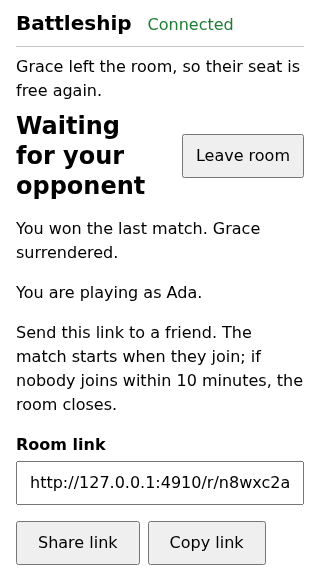 Battleship Connected
Grace left the room, so their seat is
free again.
Waiting
for your
opponent
Leave room
You won the last match. Grace
surrendered.
You are playing as Ada.
Send this link to a friend. The
match starts when they join; if
nobody joins within 10 minutes, the
room closes.
Room link
http://127.0.0.1:4910/r/n8wxc2a
Share link Copy link